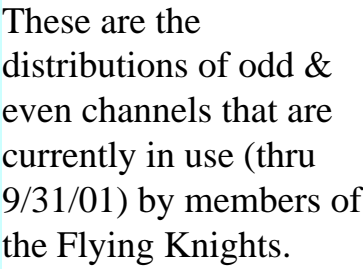 These are the
distributions of odd &
even channels that are
currently in use (thru
9/31/01) by members of
the Flying Knights.